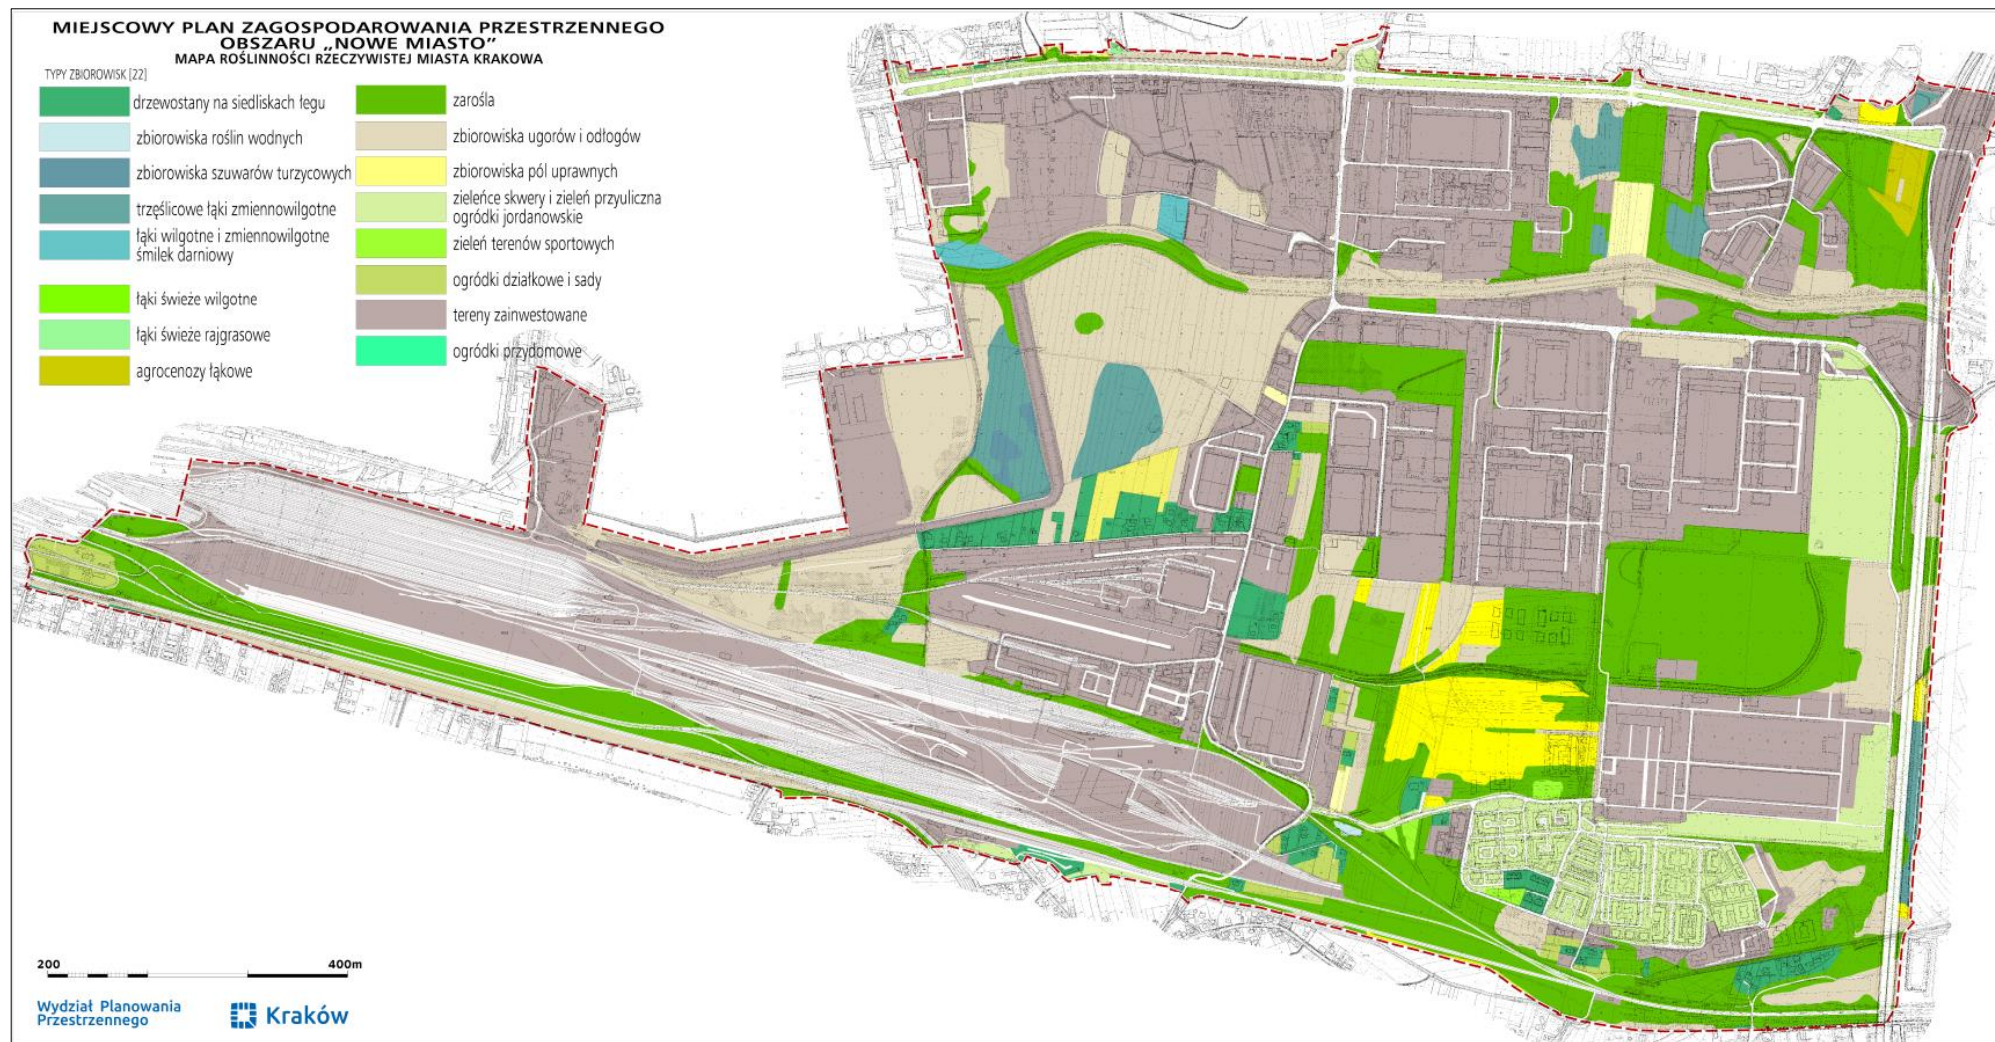 MIEJSCOWY PLAN ZAGOSPODAROWANIA PRZESTRZENNEGO
OBSZARU „NOWE MIASTO”
MAPA ROŚLINNOŚCI RZECZYWISTEJ MIASTA KRAKOWA
TYPY ZBIOROWISK [22]
drzewostany na siedliskach łęgu
zbiorowiska roślin wodnych
zbiorowiska szuwarów turzycowych
trzęślicowe łąki zmiennowilgotne
łąki wilgotne i zmiennowilgotne
śmiłek darniowy
łąki świeże wilgotne
łąki świeże rajgrasowe
agrocenozy łąkowe
zarośla
zbiorowiska ugorów i odłogów
zbiorowiska pól uprawnych
zieleńce skwery i zieleń przyuliczna
ogródki jordanowskie
zieleń terenów sportowych
ogródki działkowe i sady
tereny zainwestowane
ogródki przydomowe
200 400m
Wydział Planowania
Przestrzennego
Kraków